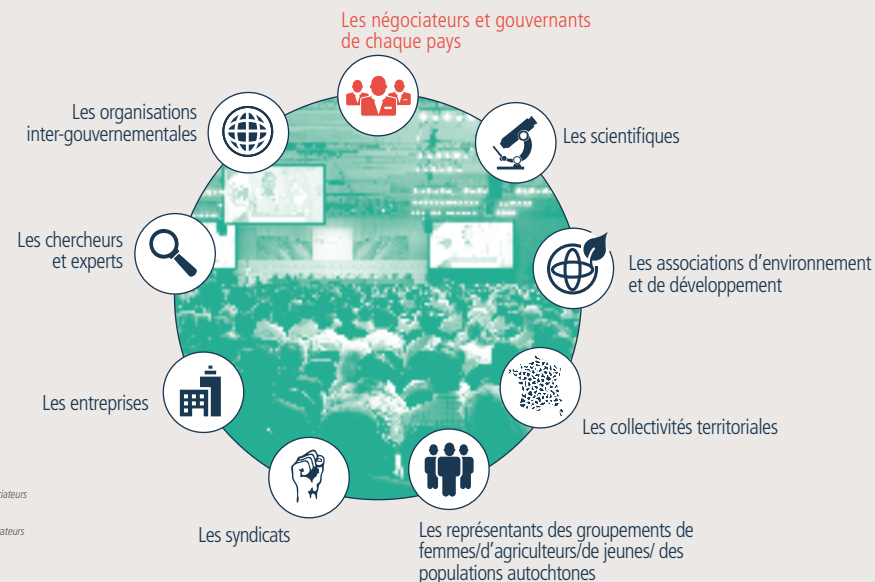 Les négociateurs et gouvernants
de chaque pays
Les organisations
inter-gouvernementales
Les scientifiques
Les chercheurs
et experts
Les associations d'environnement
et de développement
Les entreprises
Les collectivités territoriales
Les syndicats
Les représentants des groupements de
femmes/d'agriculteurs/de jeunes/ des
populations autochtones